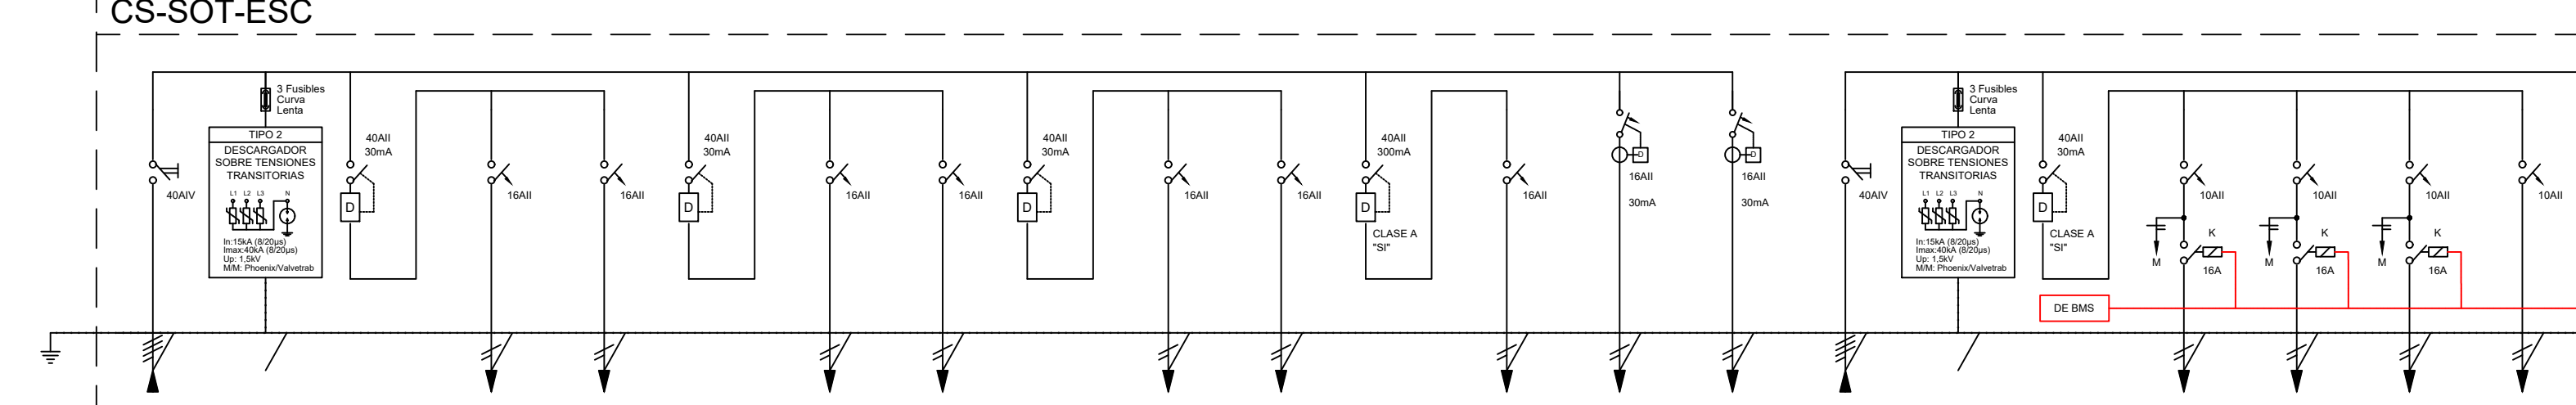 CS-SOT-ESC
3 Fusibles
Curva
Lenta
TIPO 2
DESCARGADOR
SOBRE TENSIONES
TRANSITORIAS
L1 L2 L3 N
In:15kA (8/20µs)
Imax:40kA (8/20µs)
Up: 1,5kV
M/M: Phoenix/Valvetrab
40AIV
40AII
30mA
D
16AII
16AII
40AII
30mA
D
16AII
16AII
40AII
30mA
D
16AII
16AII
40AII
300mA
D
CLASE A
"SI"
16AII
D
16AII
30mA
D
16AII
30mA
40AIV
3 Fusibles
Curva
Lenta
TIPO 2
DESCARGADOR
SOBRE TENSIONES
TRANSITORIAS
L1 L2 L3 N
In:15kA (8/20µs)
Imax:40kA (8/20µs)
Up: 1,5kV
M/M: Phoenix/Valvetrab
40AII
30mA
D
CLASE A
"SI"
DE BMS
10AII
M
K
16A
10AII
M
K
16A
10AII
M
K
16A
10AII